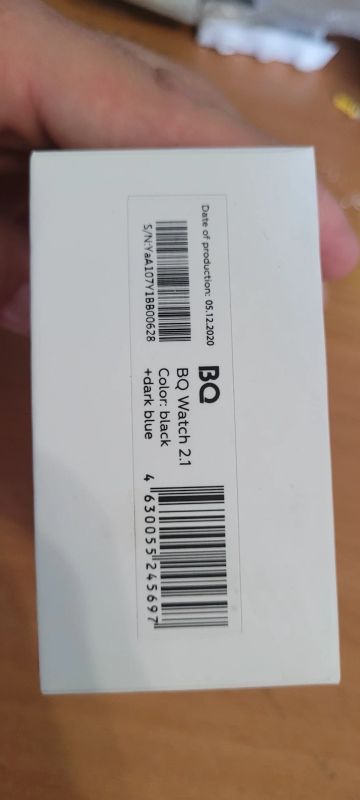 Date of production: 05.12.2020
S/N:YaA107Y1BB00628
BQ
BQ Watch 2.1
Color: black
+dark blue
4 630055 245697